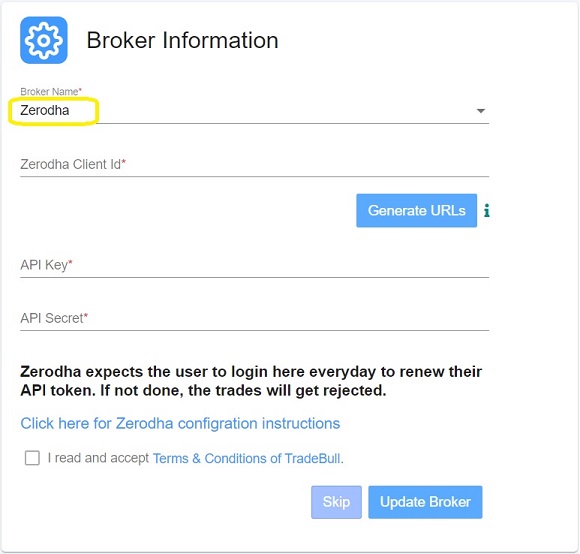 Broker Information
Broker Name*
Zerodha
Zerodha Client Id*
Generate URLs i
API Key*
API Secret*
Zerodha expects the user to login here everyday to renew their
API token. If not done, the trades will get rejected.
Click here for Zerodha configration instructions
I read and accept Terms & Conditions of TradeBull.
Skip Update Broker